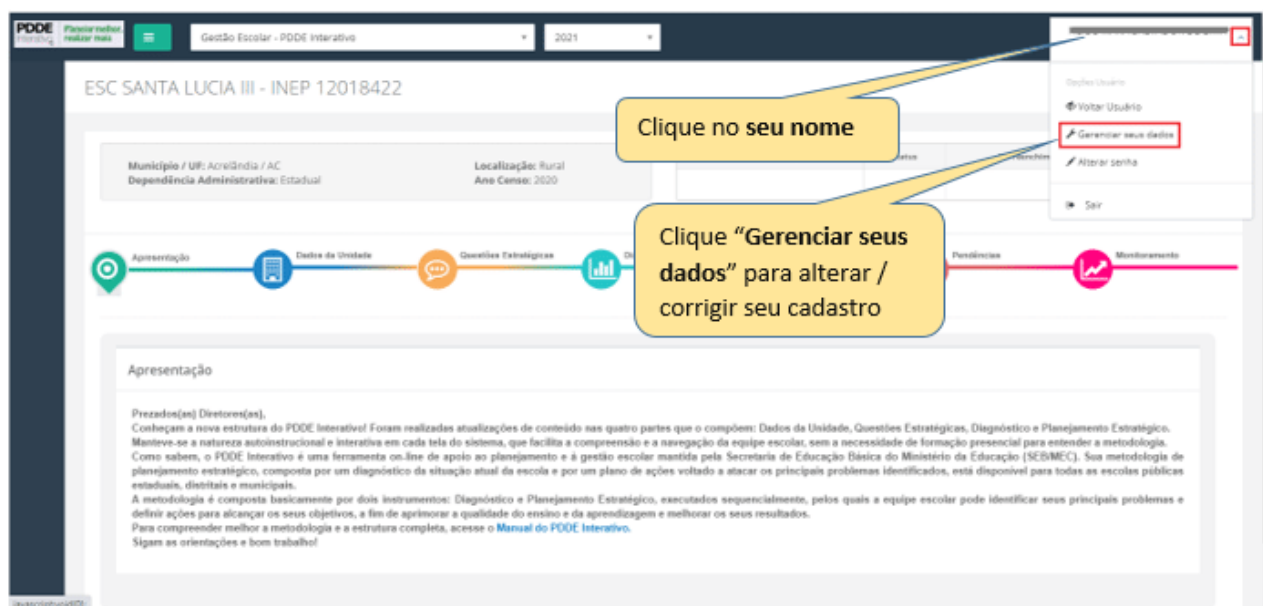 PDDE
Interativo
Planejar melhor,
realizar mais
Gestão Escolar - PDDE Interativo
2021
ESC SANTA LUCIA III - INEP 12018422
Opções Usuário
Voltar Usuário
Gerenciar seus dados
Alterar senha
Sair
Clique no seu nome
Município / UF: Acrelândia / AC
Localização: Rural
Dependência Administrativa: Estadual
Ano Censo: 2020
Clique “Gerenciar seus
dados” para alterar /
corrigir seu cadastro
Apresentação
Dados da Unidade
Questões Estratégicas
Pendências
Monitoramento
Apresentação
Prezados(as) Diretores(as),
Conheçam a nova estrutura do PDDE Interativo! Foram realizadas atualizações de conteúdo nas quatro partes que o compõem: Dados da Unidade, Questões Estratégicas, Diagnóstico e Planejamento Estratégico.
Manteve-se a natureza autoinstrucional e interativa em cada tela do sistema, que facilita a compreensão e a navegação da equipe escolar, sem a necessidade de formação presencial para entender a metodologia.
Como sabem, o PDDE Interativo é uma ferramenta on-line de apoio ao planejamento e à gestão escolar mantida pela Secretaria de Educação Básica do Ministério da Educação (SEB/MEC). Sua metodologia de
planejamento estratégico, composta por um diagnóstico da situação atual da escola e por um plano de ações voltado a atacar os principais problemas identificados, está disponível para todas as escolas públicas
estaduais, distritais e municipais.
A metodologia é composta basicamente por dois instrumentos: Diagnóstico e Planejamento Estratégico, executados sequencialmente, pelos quais a equipe escolar pode identificar seus principais problemas e
definir ações para alcançar os seus objetivos, a fim de aprimorar a qualidade do ensino e da aprendizagem e melhorar os seus resultados.
Para compreender melhor a metodologia e a estrutura completa, acesse o Manual do PDDE Interativo.
Sigam as orientações e bom trabalho!